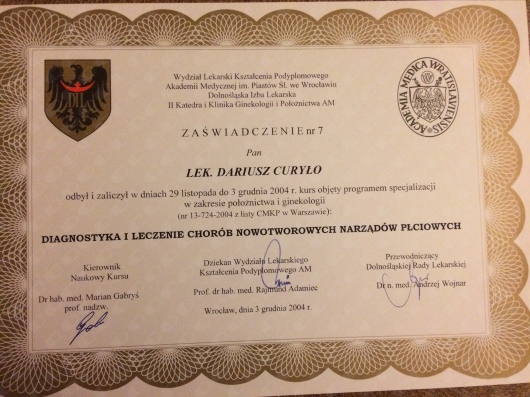 Wydział Lekarski Kształcenia Podyplomowego
Akademii Medycznej im. Piastów Śl. we Wrocławiu
Dolnośląska Izba Lekarska
II Katedra i Klinika Ginekologii i Położnictwa AM
DIL
ACADEMIA MEDICA WRATISLAVIENSIS
ZAŚWIADCZENIE nr 7
Pan
LEK. DARIUSZ CURYŁO
odbył i zaliczył w dniach 29 listopada do 3 grudnia 2004 r. kurs objęty programem specjalizacji
w zakresie położnictwa i ginekologii
(nr 13-724-2004 z listy CMKP w Warszawie):
DIAGNOSTYKA I LECZENIE CHORÓB NOWOTWOROWYCH NARZĄDÓW PŁCIOWYCH
Kierownik
Naukowy Kursu
Dr hab. med. Marian Gabryś
prof. nadzw.
Dziekan Wydziału Lekarskiego
Kształcenia Podyplomowego AM
Prof. dr hab. med. Rajmund Adamiec
Przewodniczący
Dolnośląskiej Rady Lekarskiej
Dr n. med. Andrzej Wojnar
Wrocław, dnia 3 grudnia 2004 r.